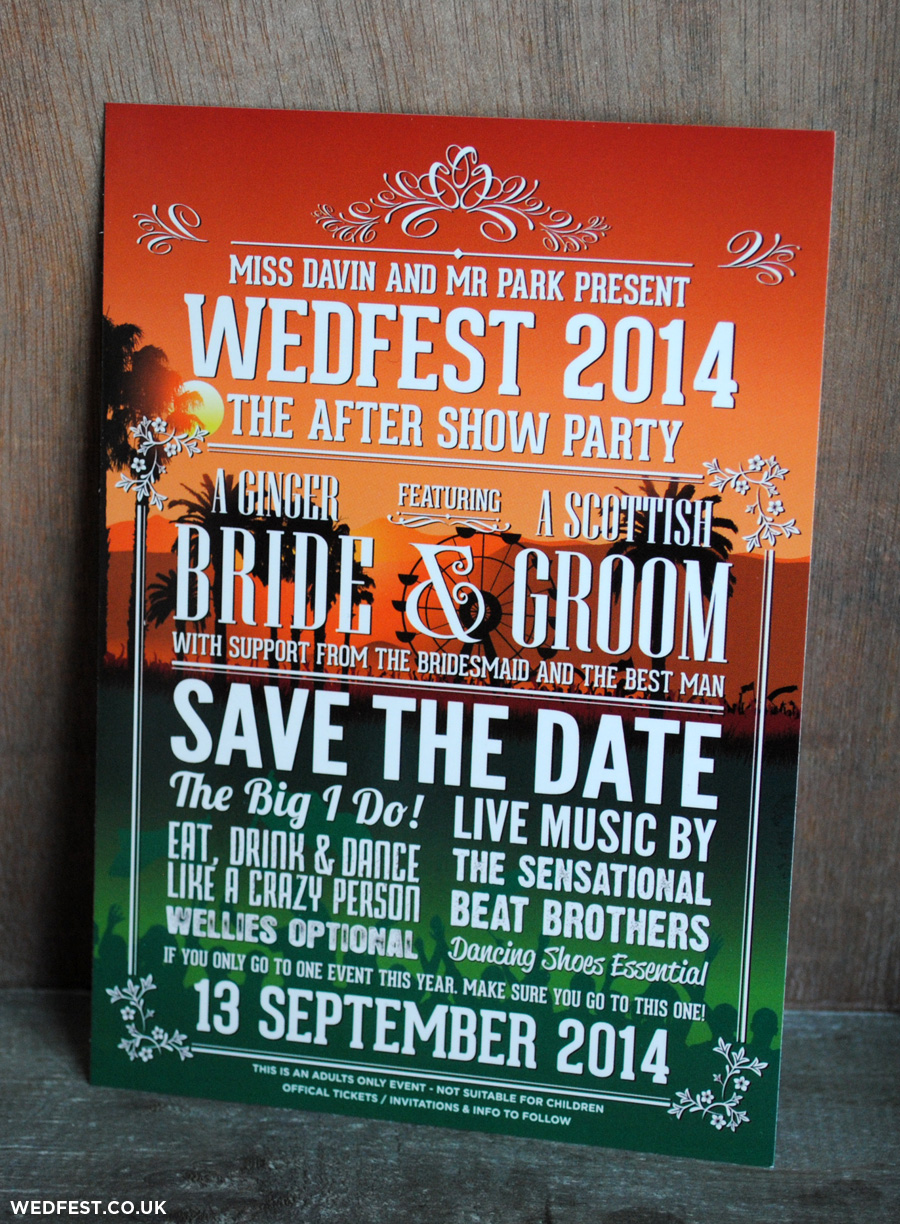 MISS DAVIN AND MR PARK PRESENT
WEDFEST 2014
THE AFTER SHOW PARTY
A GINGER FEATURING A SCOTTISH
BRIDE & GROOM
WITH SUPPORT FROM THE BRIDESMAID AND THE BEST MAN
SAVE THE DATE
The Big I Do!
EAT, DRINK & DANCE
LIKE A CRAZY PERSON
WELLIES OPTIONAL
LIVE MUSIC BY
THE SENSATIONAL
BEAT BROTHERS
Dancing Shoes Essential
IF YOU ONLY GO TO ONE EVENT THIS YEAR. MAKE SURE YOU GO TO THIS ONE!
13 SEPTEMBER 2014
THIS IS AN ADULTS ONLY EVENT - NOT SUITABLE FOR CHILDREN
OFFICAL TICKETS / INVITATIONS & INFO TO FOLLOW
WEDFEST.CO.UK